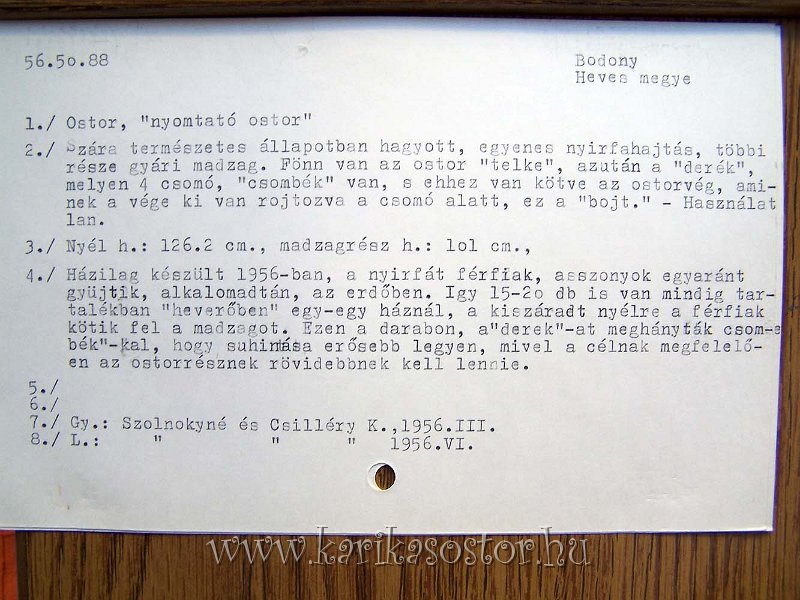 56.5o.88 Bodony
Heves megye
1./ Ostor, "nyomtató ostor"
2./ Szára természetes állapotban hagyott, egyenes nyirfahajtás, többi
része gyári madzag. Fönn van az ostor "telke", azután a "derék",
melyen 4 csomó, "csombék" van, s ehhez van kötve az ostorvég, ami-
nek a vége ki van rojtozva a csomó alatt, ez a "bojt." - Használat
lan.
3./ Nyél h.: 126.2 cm., madzagrész h.: lol cm.,
4./ Házilag készült 1956-ban, a nyirfát férfiak, asszonyok egyaránt
gyüjtik, alkalomadtán, az erdőben. Igy 15-2o db is van mindig tar-
talékban "heverőben" egy-egy háznál, a kiszáradt nyélre a férfiak
kötik fel a madzagot. Ezen a darabon, a"derek"-at meghányták csom-e
bék"-kal, hogy suhintása erősebb legyen, mivel a célnak megfelelő-
en az ostorrésznek rövidebbnek kell lennie.
5./
6./
7./ Gy.: Szolnokyné és Csilléry K.,1956.III.
8./ L.: " " " 1956.VI.
www.karikasostor.hu